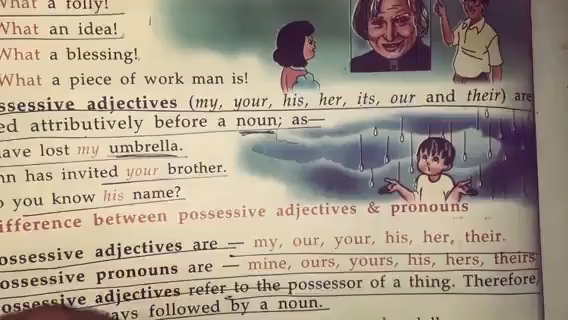 What a folly!
What an idea!
What a blessing!
What a piece of work man is!
ssessive adjectives (my, your, his, her, its, our and their) are
ed attributively before a noun; as—
have lost my umbrella.
hn has invited your brother.
o you know his name?
ifference between possessive adjectives & pronouns
ossessive adjectives are — my, our, your, his, her, their.
ossessive pronouns are — mine, ours, yours, his, hers, theirs
ossessive adjectives refer to the possessor of a thing. Therefore
ays followed by a noun.